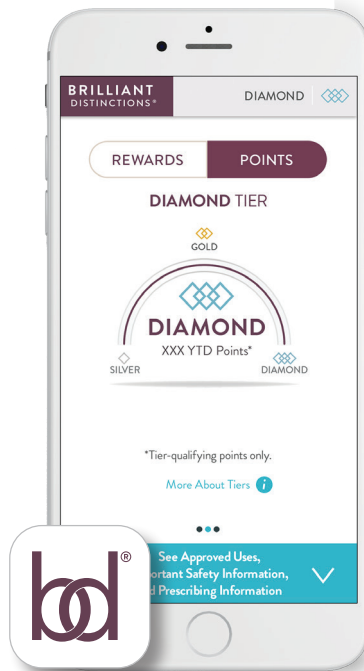 BRILLIANT
DISTINCTIONS®
DIAMOND
REWARDS
POINTS
DIAMOND TIER
GOLD
DIAMOND
XXX YTD Points*
SILVER
DIAMOND
*Tier-qualifying points only.
More About Tiers i
See Approved Uses,
ortant Safety Information,
d Prescribing Information
bd®